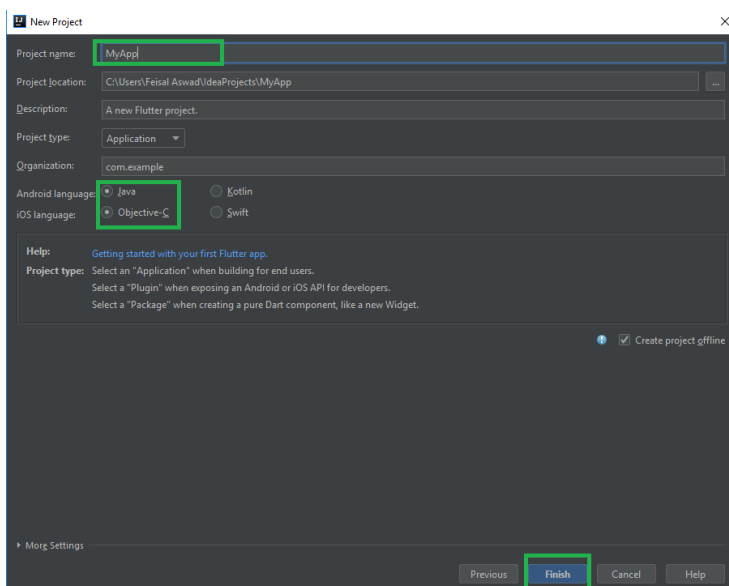 New Project
Project name: MyApp
Project location: C:\Users\Feisal Aswad\IdeaProjects\MyApp ...
Description: A new Flutter project.
Project type: Application
Organization: com.example
Android language: Java Kotlin
iOS language: Objective-C Swift
Help: Getting started with your first Flutter app.
Project type: Select an "Application" when building for end users.
Select a "Plugin" when exposing an Android or iOS API for developers.
Select a "Package" when creating a pure Dart component, like a new Widget.
Create project offline
More Settings
Previous Finish Cancel Help